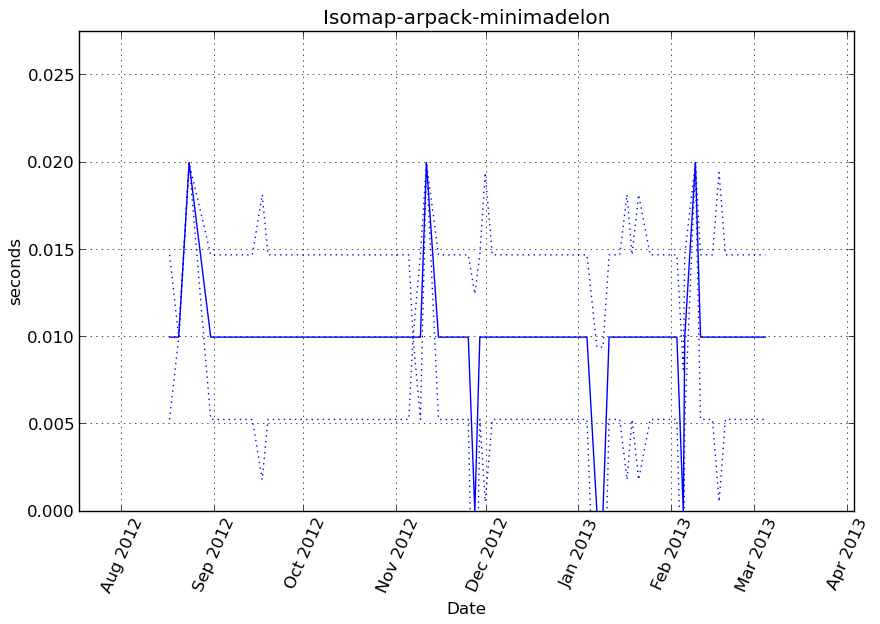 Isomap-arpack-minimadelon
0.025
0.020
0.015
0.010
0.005
0.000
seconds
Aug 2012
Sep 2012
Oct 2012
Nov 2012
Dec 2012
Jan 2013
Feb 2013
Mar 2013
Apr 2013
Date